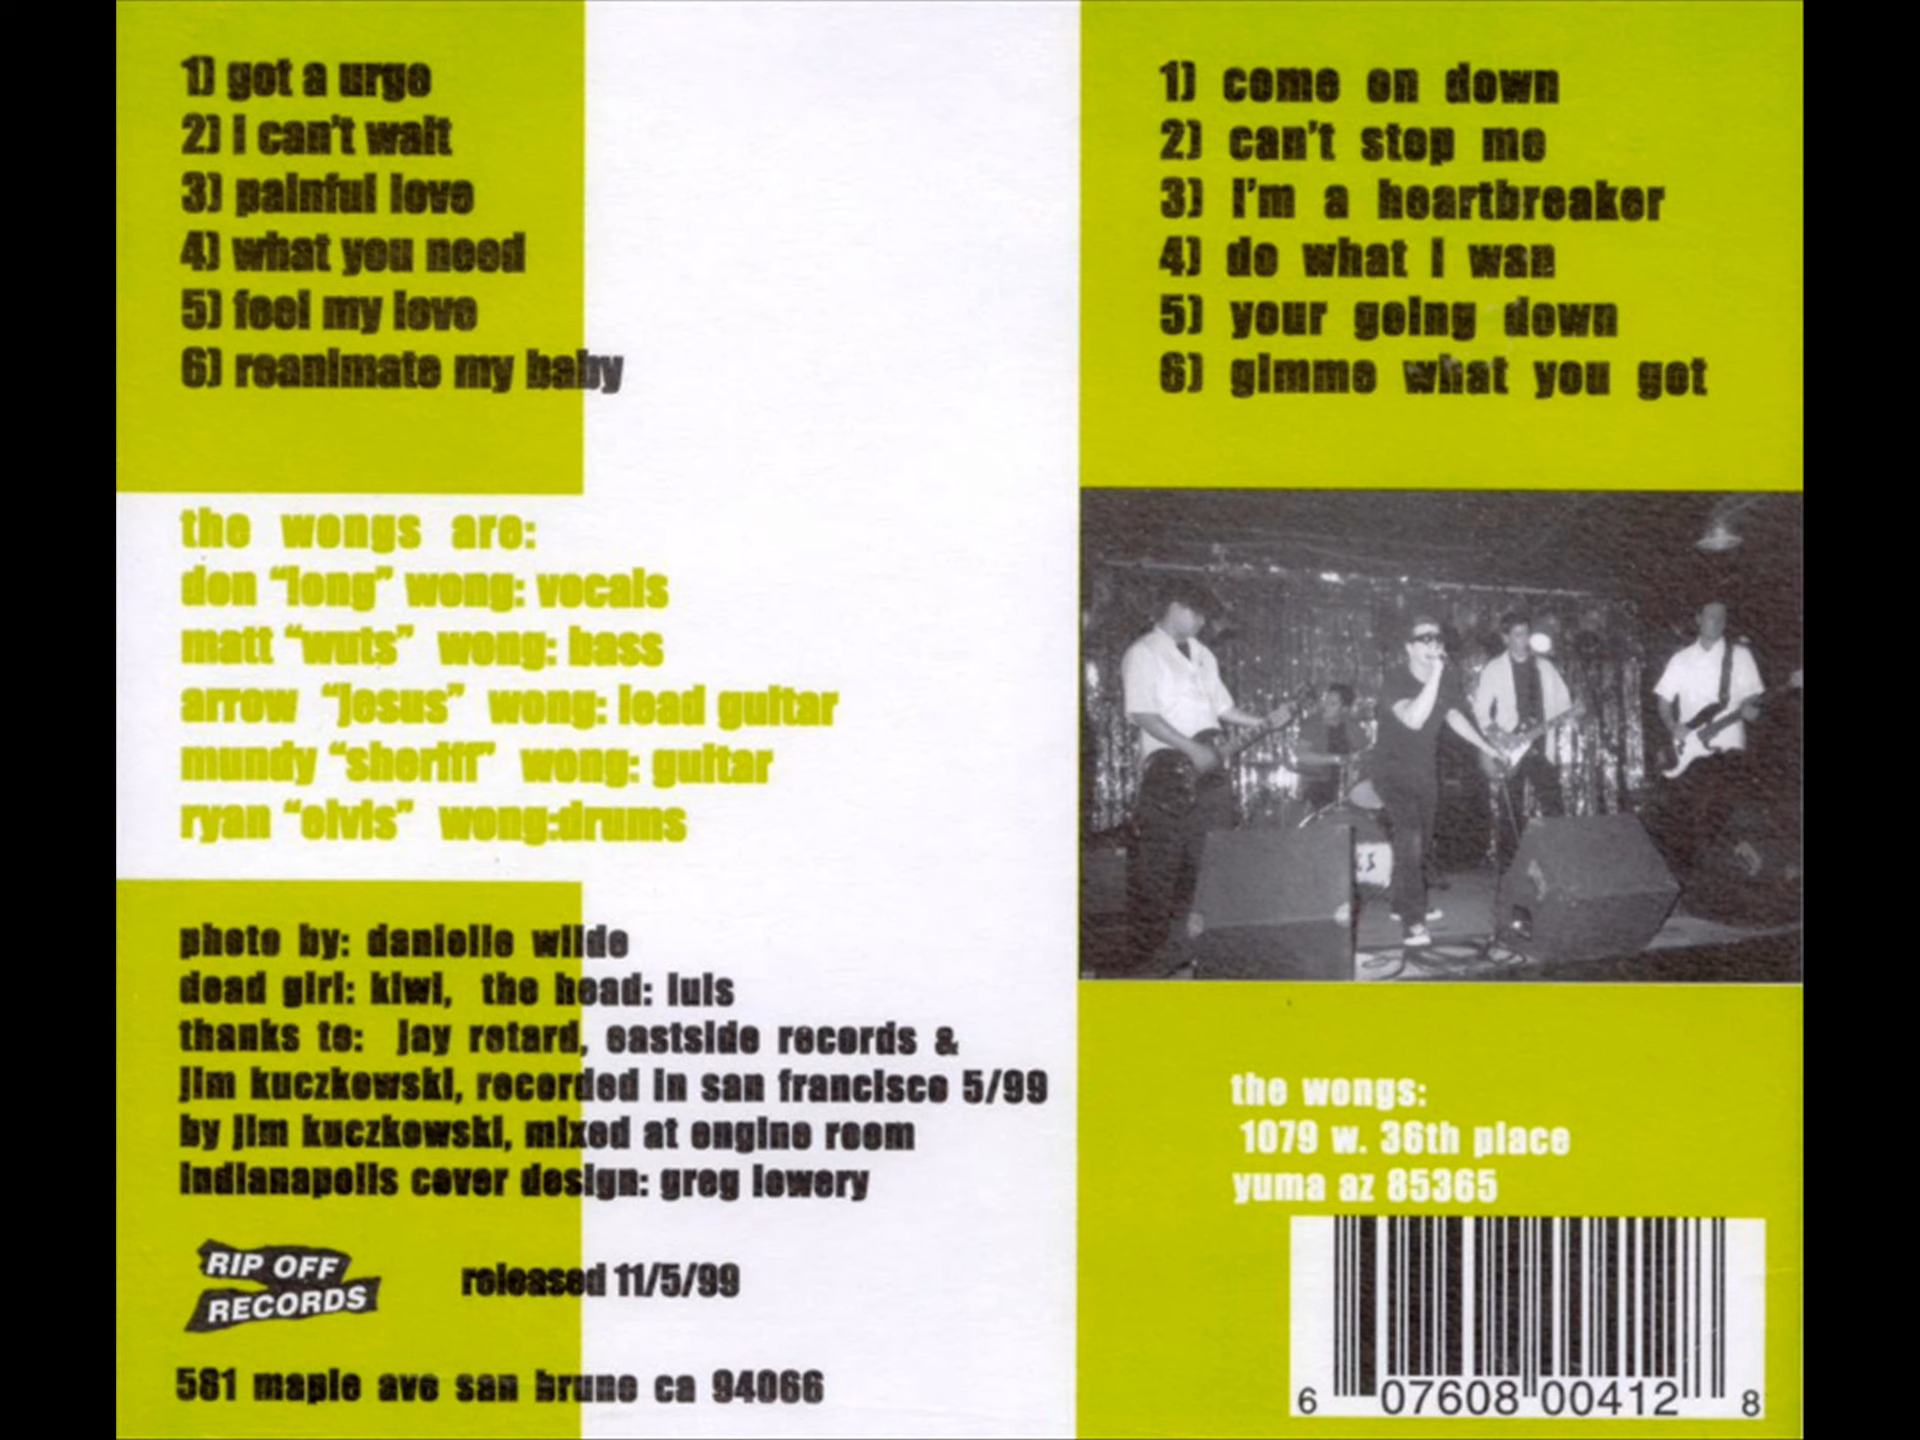 1) got a urge
2) i can't wait
3) painful love
4) what you need
5) feel my love
6) reanimate my baby
the wongs are:
don "long" wong: vocals
matt "wuts" wong: bass
arrow "jesus" wong: lead guitar
mundy "sheriff" wong: guitar
ryan "elvis" wong:drums
photo by: danielle wilde
dead girl: kiwi, the head: luis
thanks to: jay retard, eastside records &
jim kuczkowski, recorded in san francisco 5/99
by jim kuczkowski, mixed at engine room
indianapolis cover design: greg lowery
RIP OFF
RECORDS
released 11/5/99
581 maple ave san bruno ca 94066
1) come on down
2) can't stop me
3) i'm a heartbreaker
4) do what i wan
5) your going down
6) gimme what you got
the wongs:
1079 w. 36th place
yuma az 85365
6 07608 00412 8